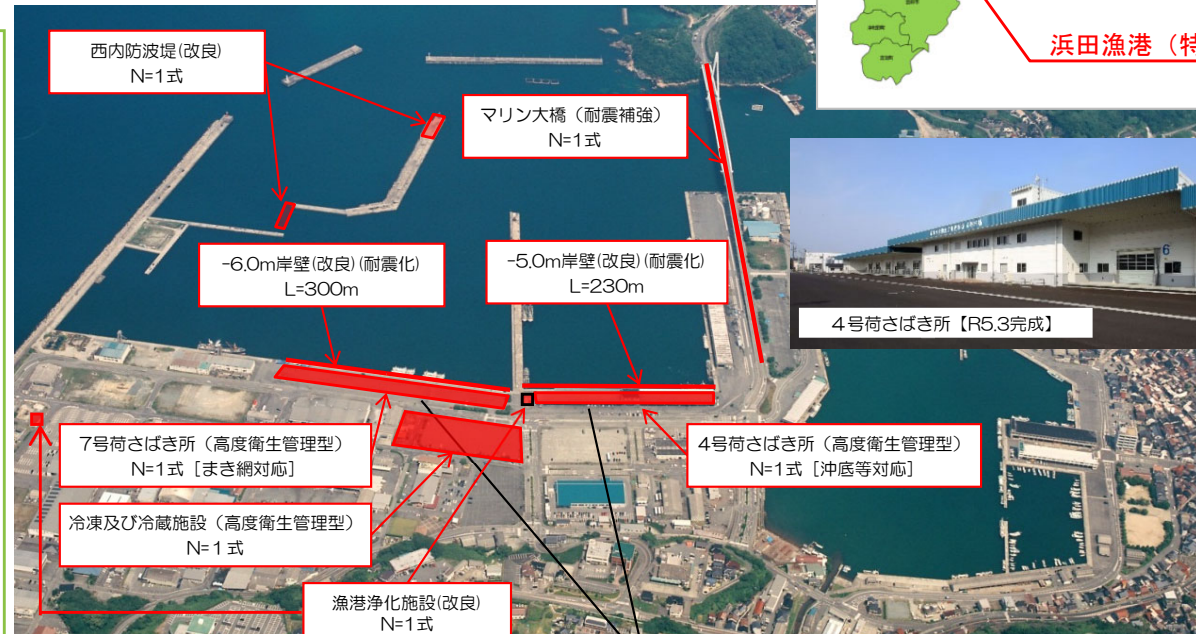 西内防波堤(改良)
N=1式
浜田漁港（特
マリン大橋（耐震補強）
N=1式
-6.0m岸壁(改良)(耐震化)
L=300m
-5.0m岸壁(改良)(耐震化)
L=230m
6
4号荷さばき所【R5.3完成】
7号荷さばき所（高度衛生管理型）
N=1式［まき網対応］
4号荷さばき所（高度衛生管理型）
N=1式［沖底等対応］
冷凍及び冷蔵施設（高度衛生管理型）
N=1式
漁港浄化施設(改良)
N=1式